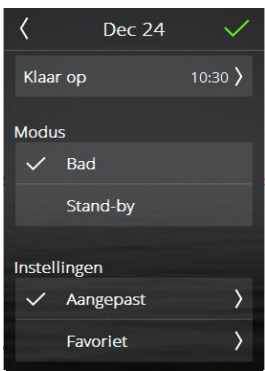 Dec 24
Klaar op 10:30
Modus
Bad
Stand-by
Instellingen
Aangepast
Favoriet